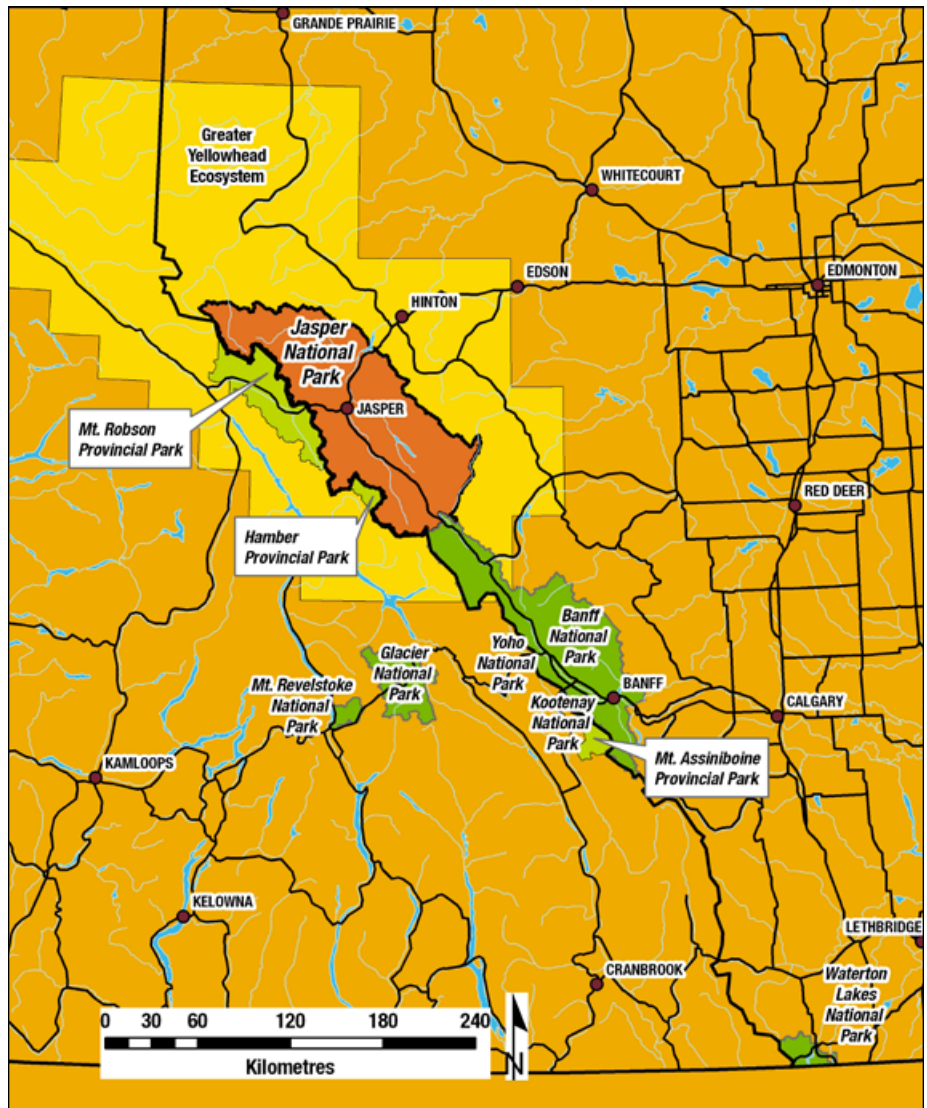 GRANDE PRAIRIE
Greater
Yellowhead
Ecosystem
WHITECOURT
EDSON
EDMONTON
HINTON
Jasper
National
Park
JASPER
Mt. Robson
Provincial Park
RED DEER
Hamber
Provincial Park
Banff
National
Park
Yoho
National
Park
Glacier
National
Park
Mt. Revelstoke
National
Park
BANFF
Kootenay
National
Park
CALGARY
Mt. Assiniboine
Provincial Park
KAMLOOPS
KELOWNA
LETHBRIDGE
CRANBROOK
Waterton
Lakes
National
Park
0 30 60 120 180 240
Kilometres
N